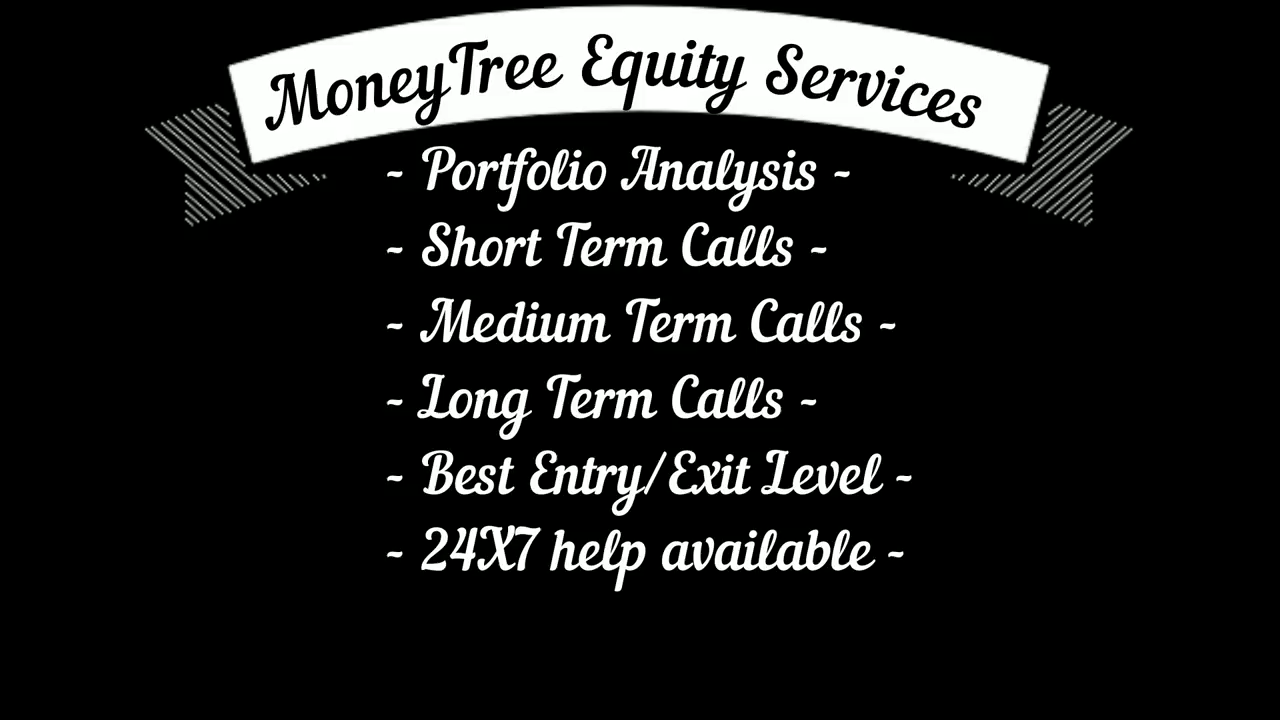 MoneyTree Equity Services
- Portfolio Analysis -
- Short Term Calls -
- Medium Term Calls -
- Long Term Calls -
- Best Entry/Exit Level -
- 24X7 help available -